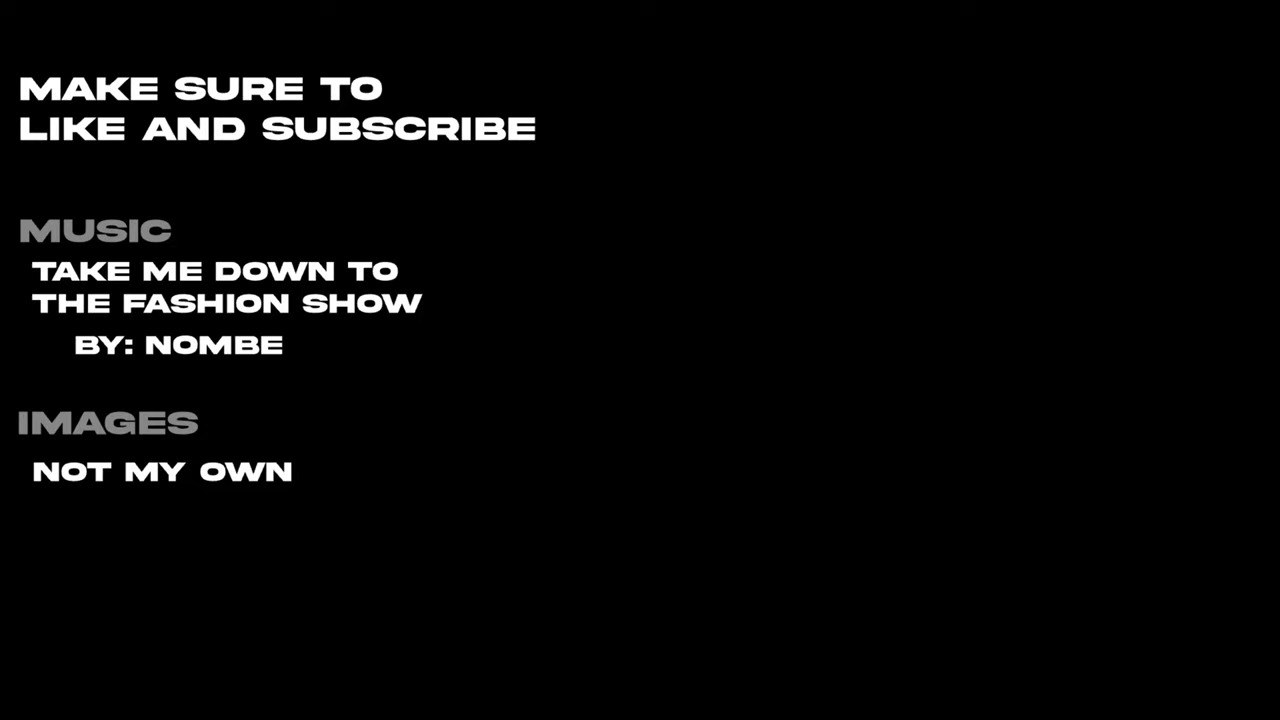 MAKE SURE TO
LIKE AND SUBSCRIBE
MUSIC
TAKE ME DOWN TO
THE FASHION SHOW
BY: NOMBE
IMAGES
NOT MY OWN